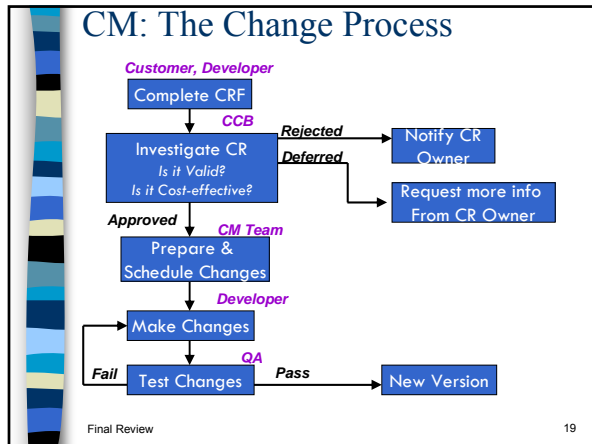 CM: The Change Process
Customer, Developer
Complete CRF
CCB
Investigate CR
Is it Valid?
Is it Cost-effective?
Rejected
Notify CR
Owner
Deferred
Request more info
From CR Owner
Approved
CM Team
Prepare &
Schedule Changes
Developer
Make Changes
QA
Test Changes
Fail
Pass
New Version
Final Review
19